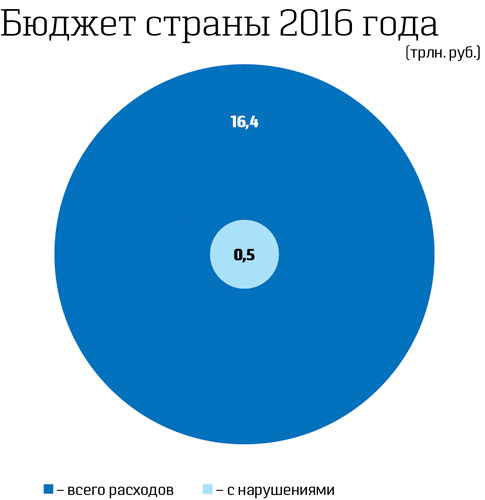 Бюджет страны 2016 года
(трлн. руб.)
16,4
0,5
– всего расходов – с нарушениями